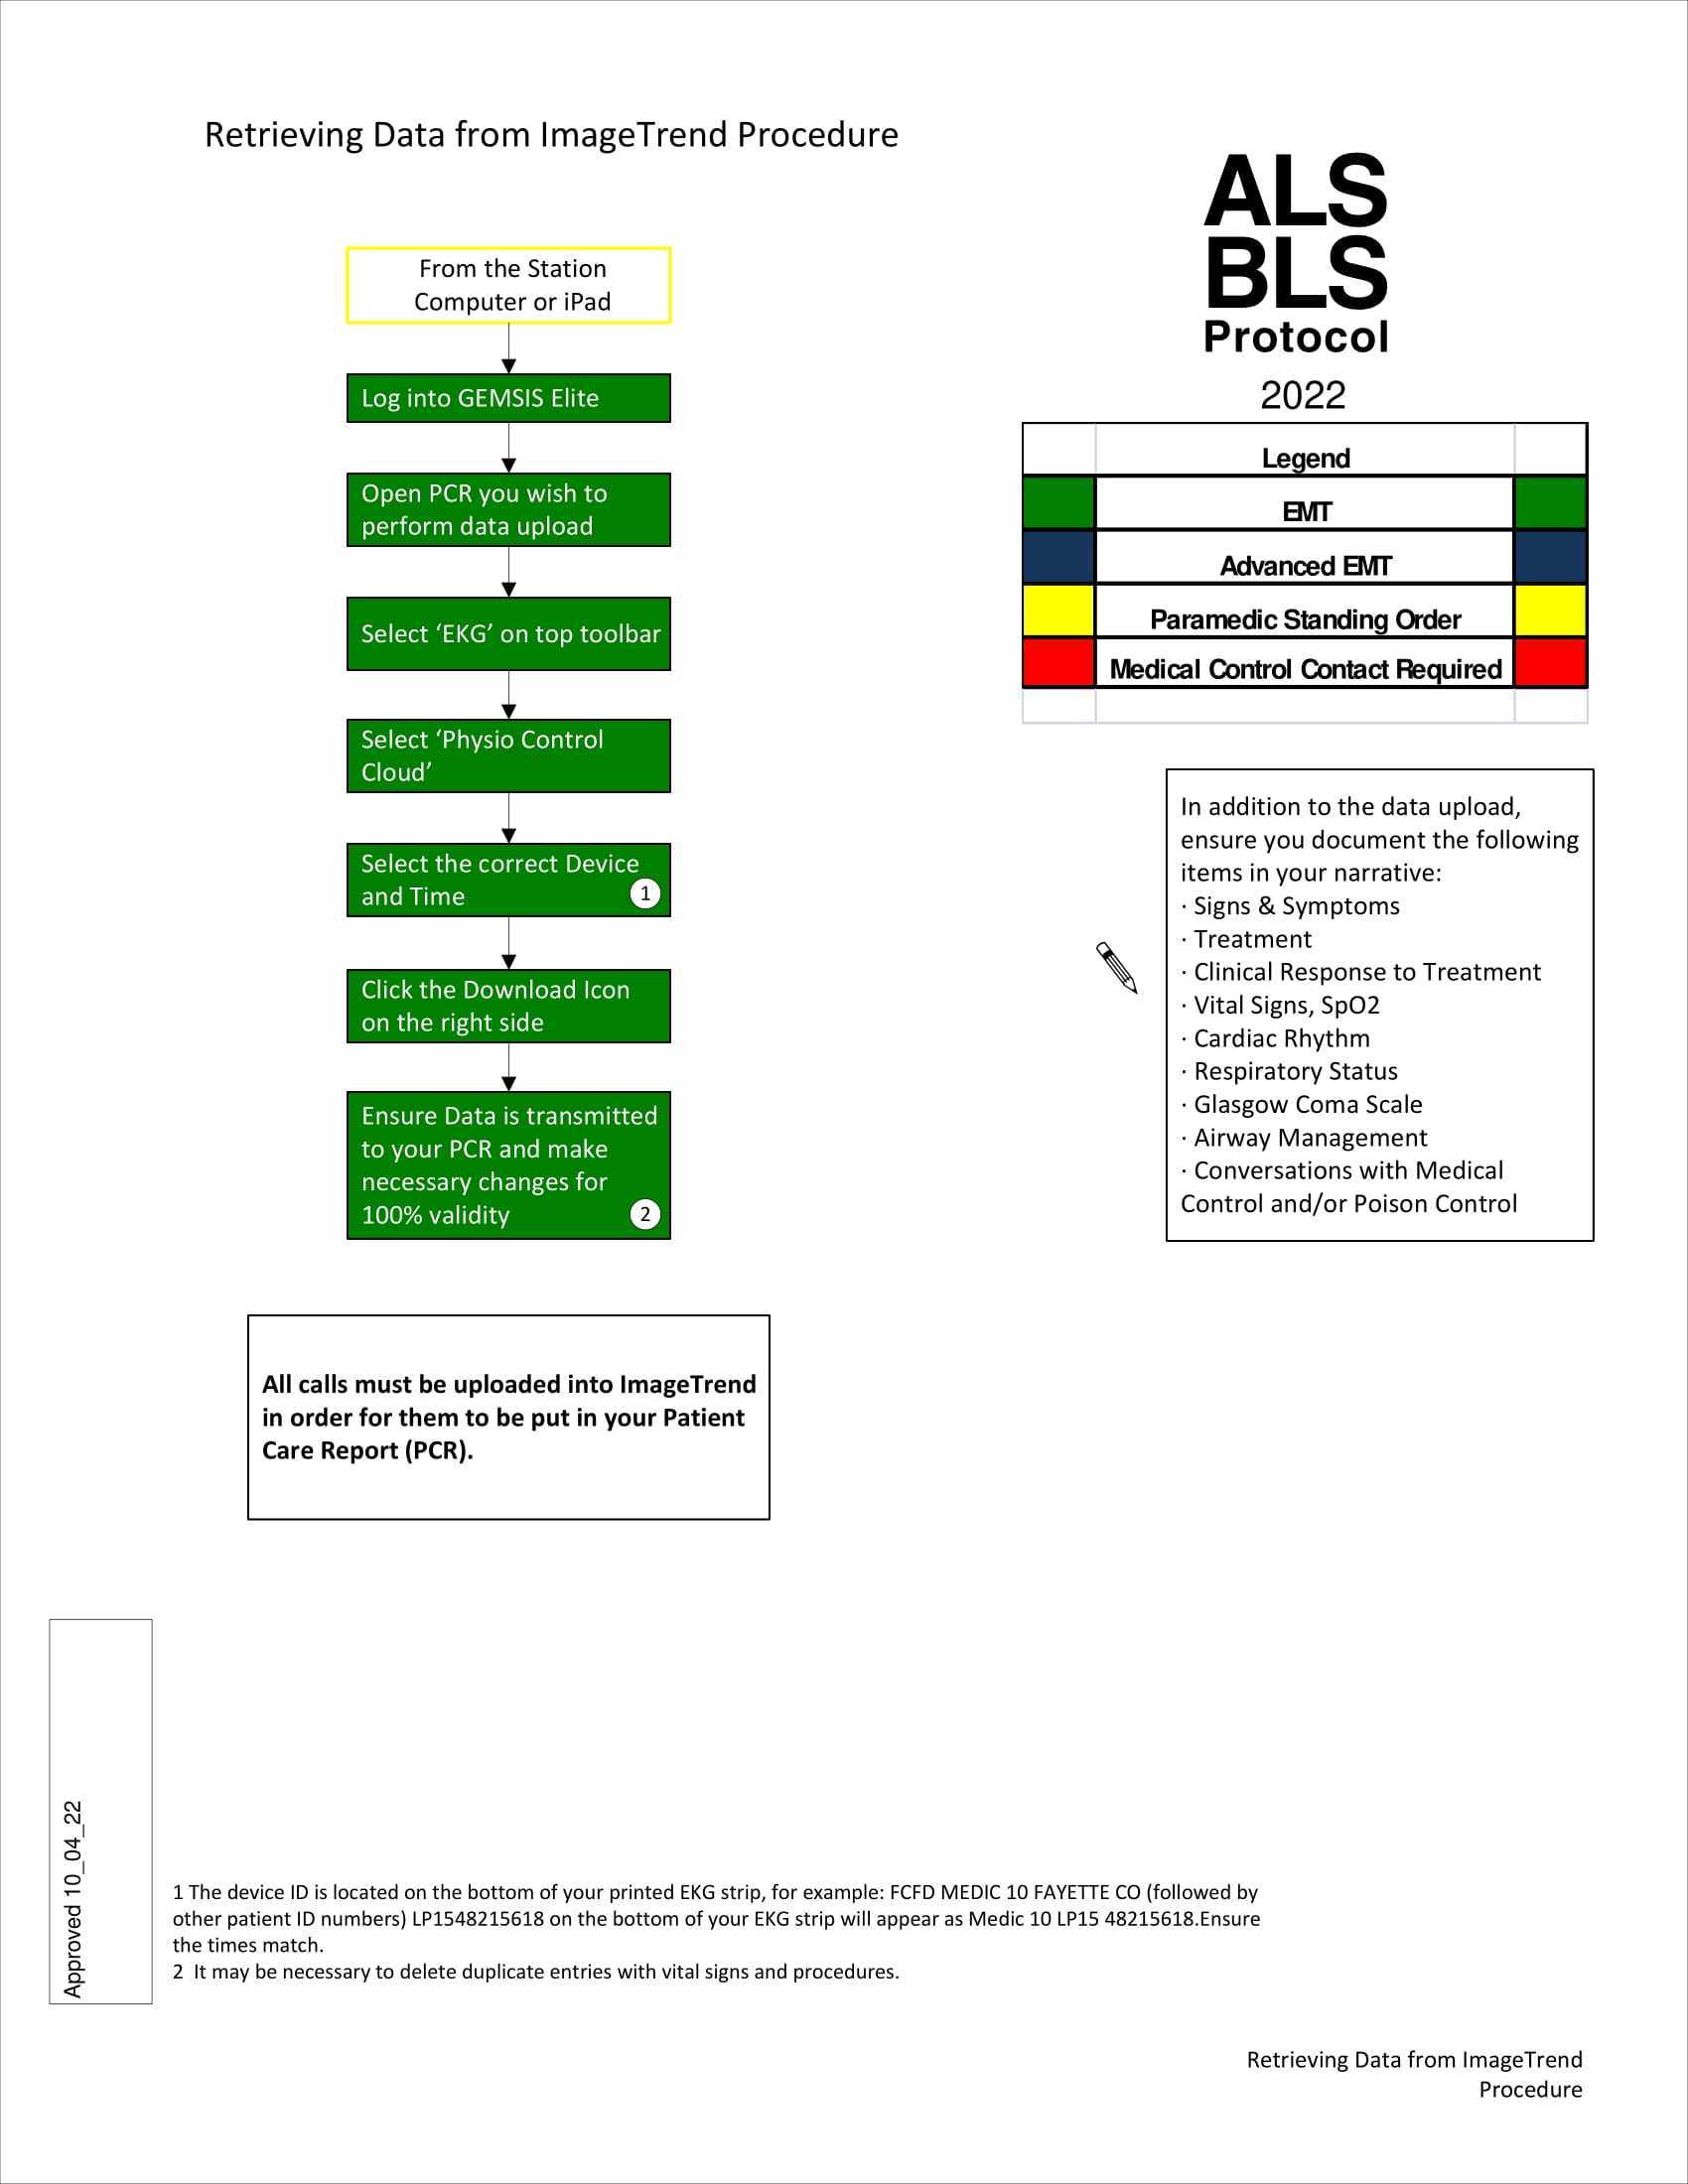 Retrieving Data from ImageTrend Procedure
ALS
BLS
Protocol
2022
From the Station
Computer or iPad
Log into GEMSIS Elite
Open PCR you wish to
perform data upload
Select ‘EKG’ on top toolbar
Select ‘Physio Control
Cloud’
Select the correct Device
and Time
1
Click the Download Icon
on the right side
Ensure Data is transmitted
to your PCR and make
necessary changes for
100% validity
2
Legend
EMT
Advanced EMT
Paramedic Standing Order
Medical Control Contact Required
In addition to the data upload,
ensure you document the following
items in your narrative:
· Signs & Symptoms
· Treatment
· Clinical Response to Treatment
· Vital Signs, SpO2
· Cardiac Rhythm
· Respiratory Status
· Glasgow Coma Scale
· Airway Management
· Conversations with Medical
Control and/or Poison Control
All calls must be uploaded into ImageTrend
in order for them to be put in your Patient
Care Report (PCR).
Approved 10_04_22
1 The device ID is located on the bottom of your printed EKG strip, for example: FCFD MEDIC 10 FAYETTE CO (followed by
other patient ID numbers) LP1548215618 on the bottom of your EKG strip will appear as Medic 10 LP15 48215618.Ensure
the times match.
2  It may be necessary to delete duplicate entries with vital signs and procedures.
Retrieving Data from ImageTrend
Procedure